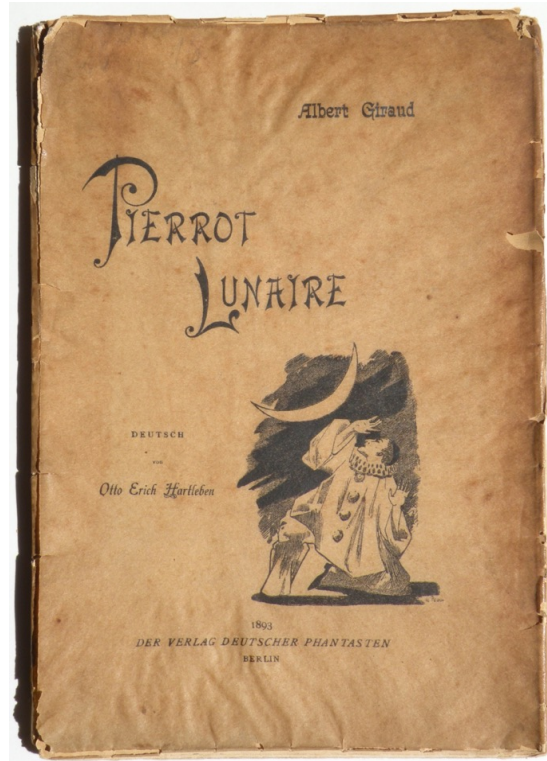 Albert Giraud
PIERROT
LUNAIRE
DEUTSCH
von
Otto Erich Hartleben
1893
DER VERLAG DEUTSCHER PHANTASTEN
BERLIN